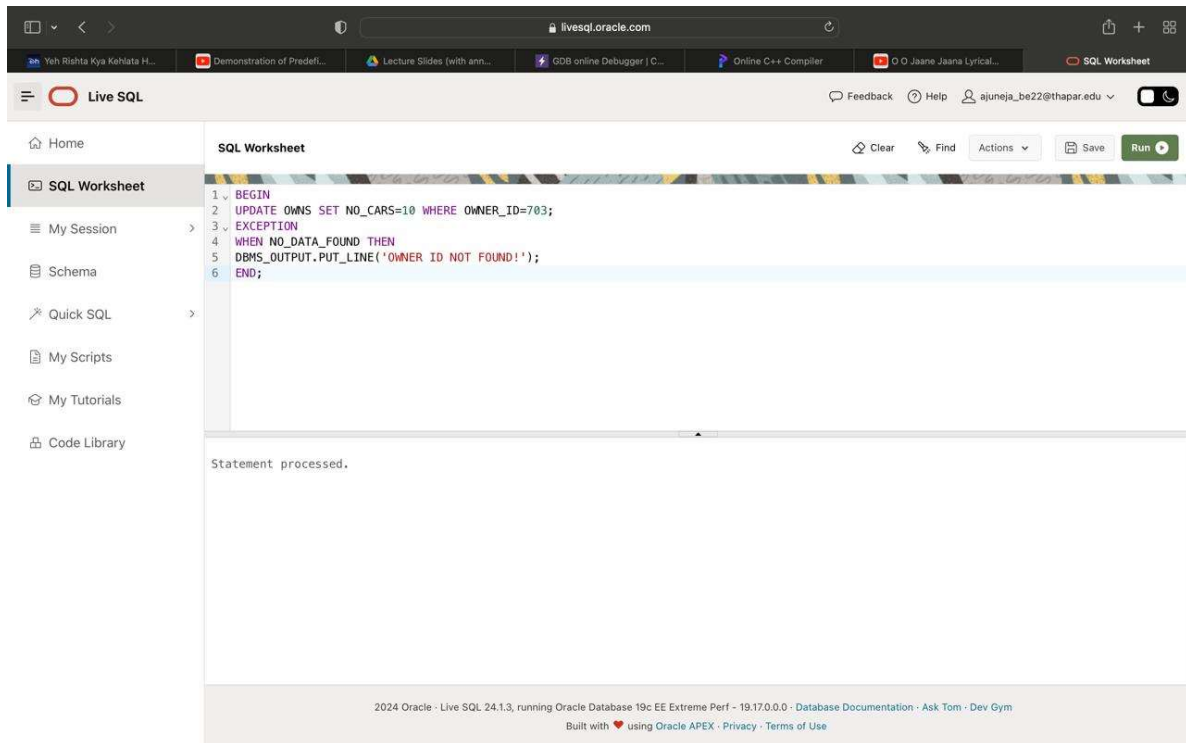 livesql.oracle.com
Yeh Rishta Kya Kehlata H...
Demonstration of Predefi...
Lecture Slides (with ann...
GDB online Debugger | C...
Online C++ Compiler
O O Jaane Jaana Lyrical...
SQL Worksheet
Live SQL
Feedback
Help
ajuneja_be22@thapar.edu
Home
SQL Worksheet
My Session
Schema
Quick SQL
My Scripts
My Tutorials
Code Library
SQL Worksheet
Clear
Find
Actions
Save
Run
1 BEGIN
2 UPDATE OWNS SET NO_CARS=10 WHERE OWNER_ID=703;
3 EXCEPTION
4 WHEN NO_DATA_FOUND THEN
5 DBMS_OUTPUT.PUT_LINE('OWNER ID NOT FOUND!');
6 END;
Statement processed.
2024 Oracle · Live SQL 24.1.3, running Oracle Database 19c EE Extreme Perf - 19.17.0.0.0 · Database Documentation · Ask Tom · Dev Gym
Built with ❤ using Oracle APEX · Privacy · Terms of Use